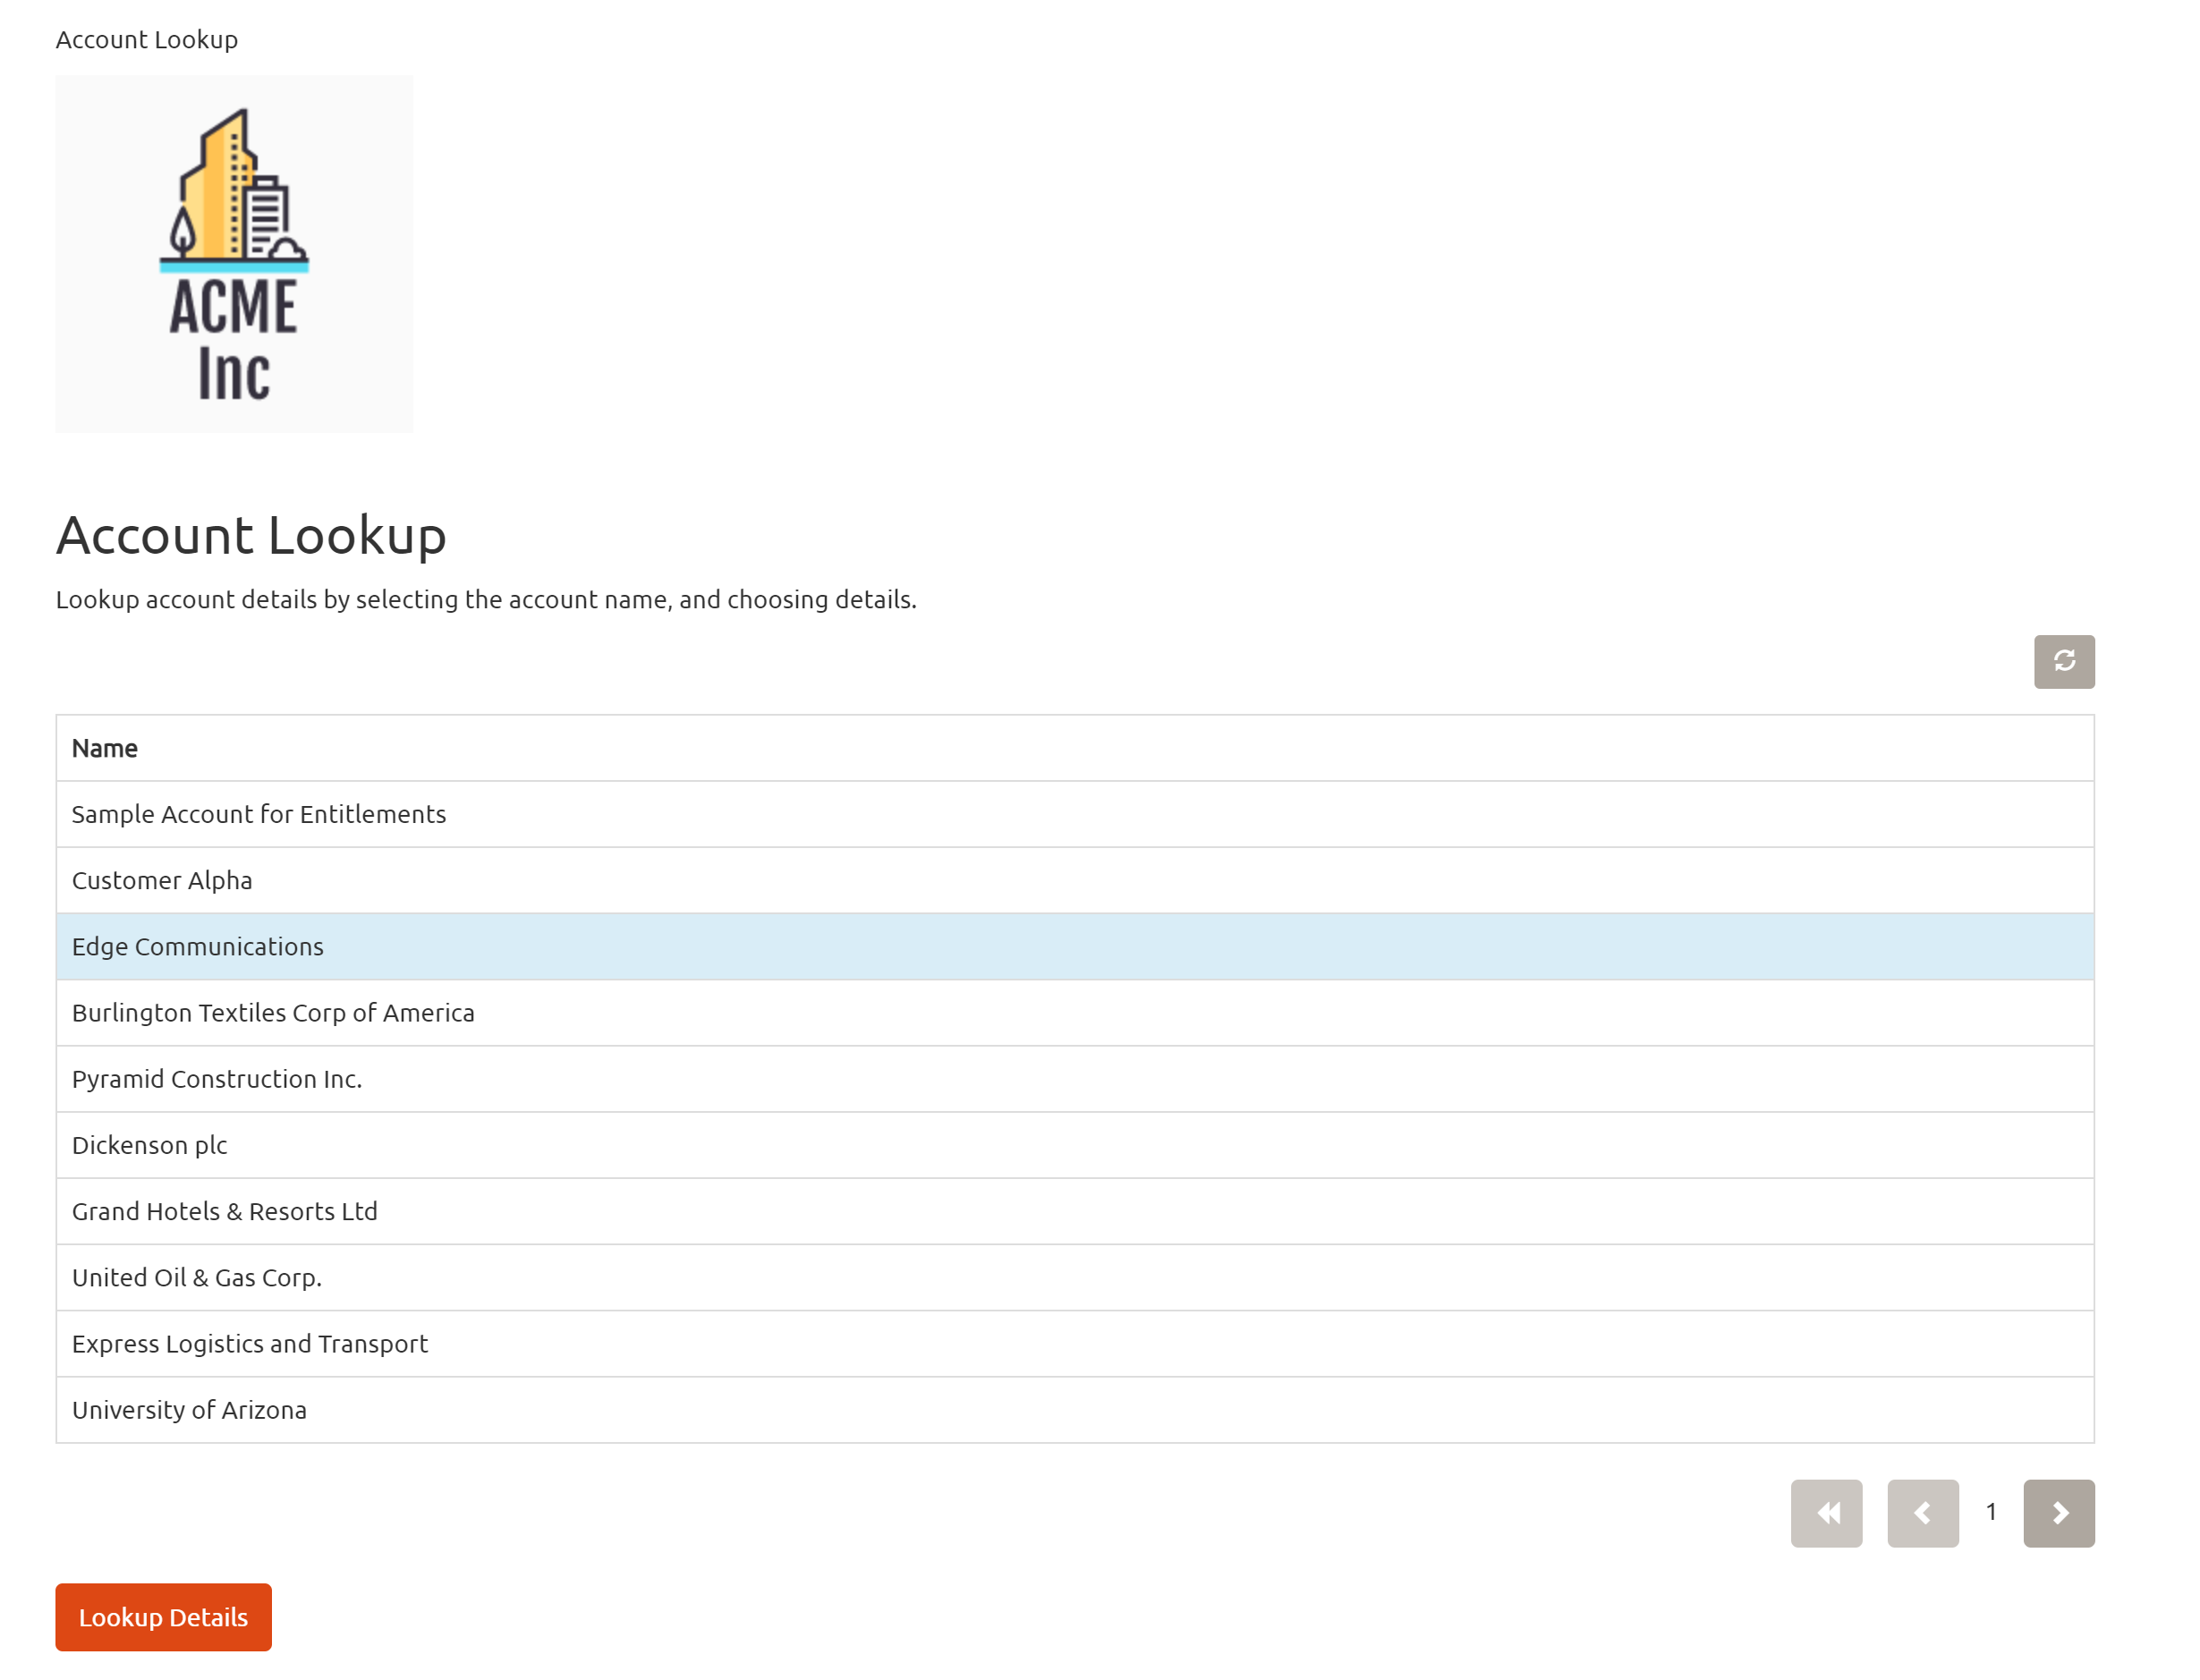 Account Lookup
ACME
Inc
Account Lookup
Lookup account details by selecting the account name, and choosing details.
Name
Sample Account for Entitlements
Customer Alpha
Edge Communications
Burlington Textiles Corp of America
Pyramid Construction Inc.
Dickenson plc
Grand Hotels & Resorts Ltd
United Oil & Gas Corp.
Express Logistics and Transport
University of Arizona
1
Lookup Details